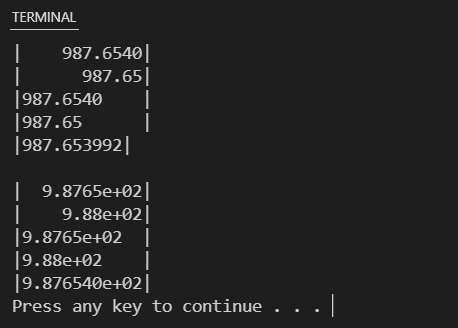 TERMINAL
|    987.6540|
|      987.65|
|987.6540    |
|987.65      |
|987.653992|

|  9.8765e+02|
|    9.88e+02|
|9.8765e+02  |
|9.88e+02    |
|9.876540e+02|
Press any key to continue . . .